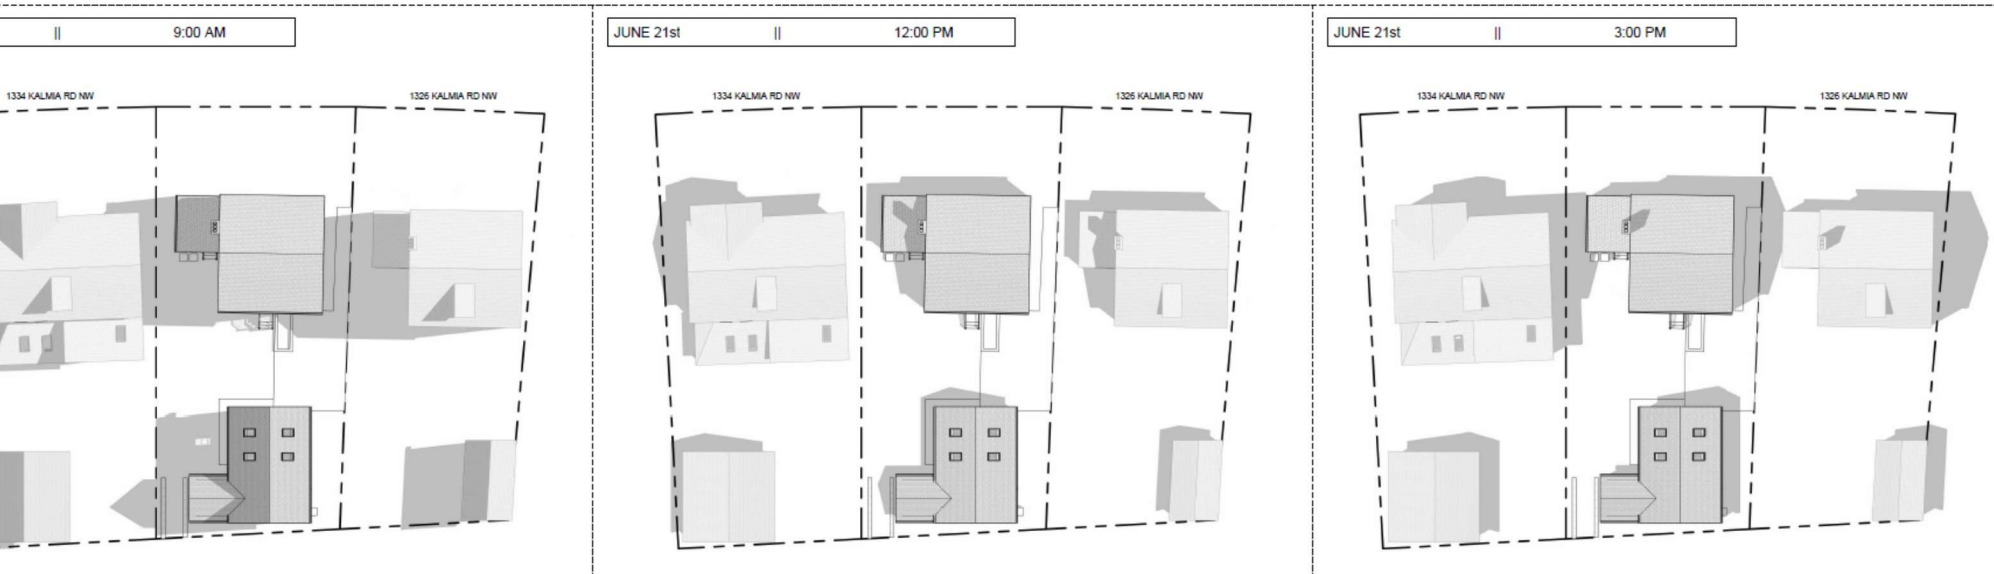 || 9:00 AM
JUNE 21st || 12:00 PM
JUNE 21st || 3:00 PM
1334 KALMIA RD NW
1326 KALMIA RD NW
1334 KALMIA RD NW
1326 KALMIA RD NW
1334 KALMIA RD NW
1326 KALMIA RD NW